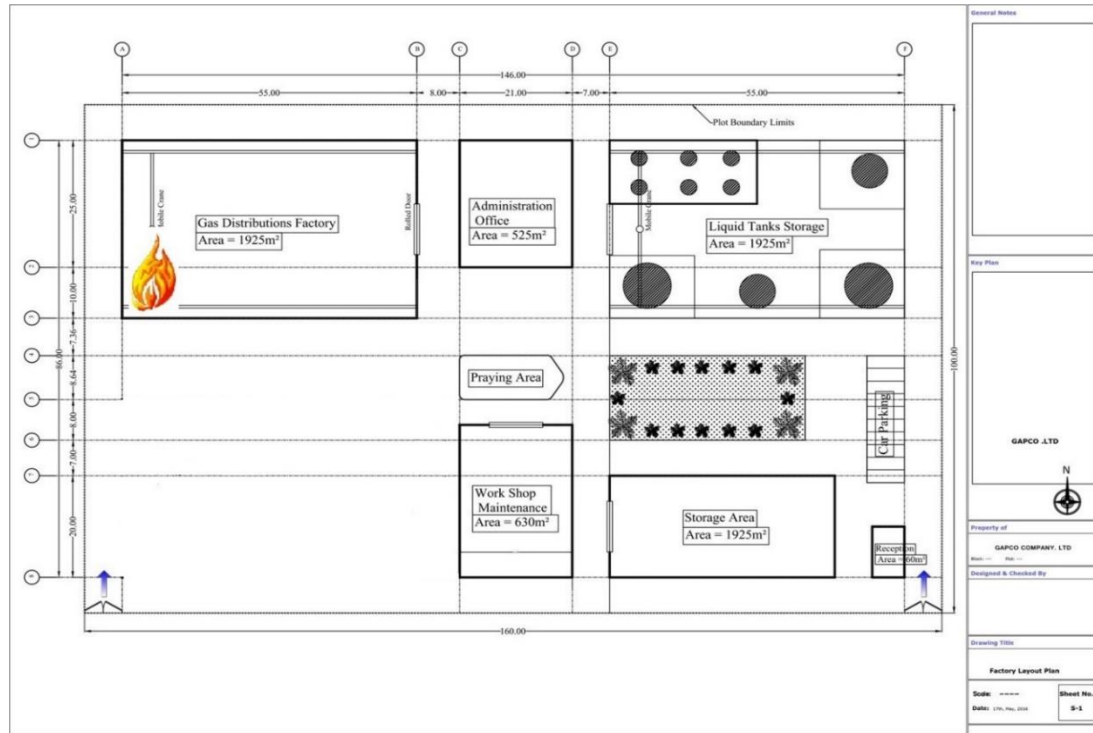 A
B
C
D
E
F
146.00
55.00
8.00
21.00
7.00
55.00
Plot Boundary Limits
25.00
10.00
7.36
8.64
8.00
7.00
20.00
86.00
100.00
160.00
Mobile Crane
Gas Distributions Factory
Area = 1925m²
Rolled Door
Administration
Office
Area = 525m²
Mobile Crane
Liquid Tanks Storage
Area = 1925m²
Praying Area
Car Parking
Work Shop
Maintenance
Area = 630m²
Storage Area
Area = 1925m²
Reception
Area = 60m²
General Notes
Key Plan
GAPCO .LTD
N
Property of
GAPCO COMPANY. LTD
Designed & Checked By
Drawing Title
Factory Layout Plan
Scale: ----
Date: 17th, May, 2016
Sheet No.
S-1